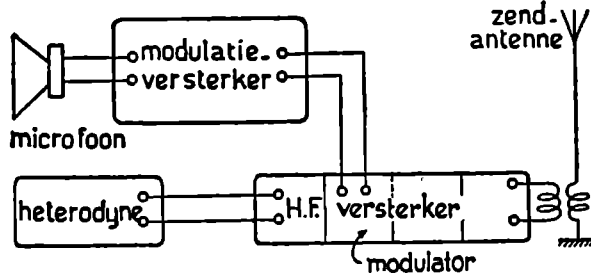 zend-
antenne
modulatie-
versterker
microfoon
heterodyne
H.F. versterker
modulator